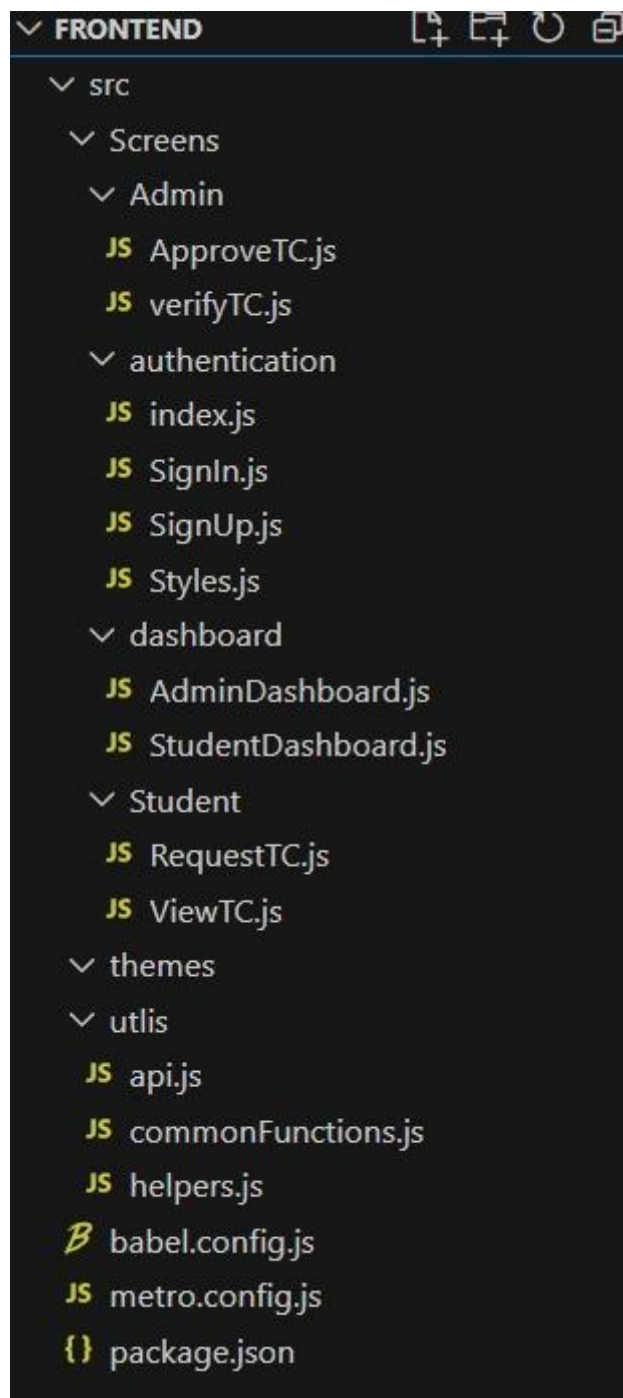 FRONTEND
src
Screens
Admin
JS ApproveTC.js
JS verifyTC.js
authentication
JS index.js
JS SignIn.js
JS SignUp.js
JS Styles.js
dashboard
JS AdminDashboard.js
JS StudentDashboard.js
Student
JS RequestTC.js
JS ViewTC.js
themes
utlis
JS api.js
JS commonFunctions.js
JS helpers.js
B babel.config.js
JS metro.config.js
{} package.json